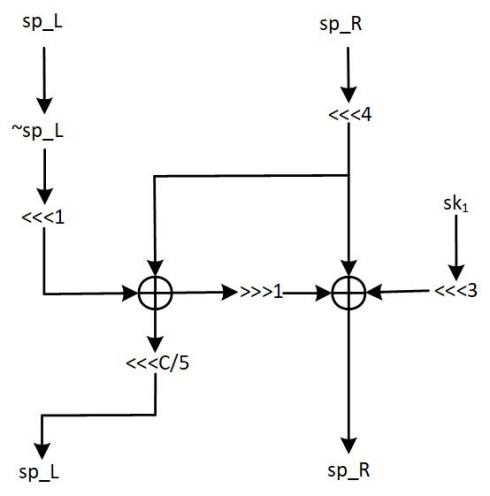 sp_L
sp_R
~sp_L
<<<4
<<<1
sk₁
>>>1
<<<3
<<<C/5
sp_L
sp_R